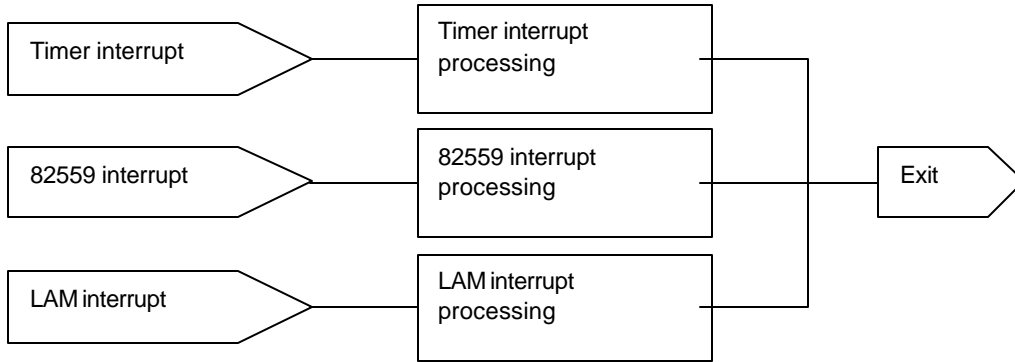 Timer interrupt
Timer interrupt
processing
82559 interrupt
82559 interrupt
processing
Exit
LAM interrupt
LAM interrupt
processing